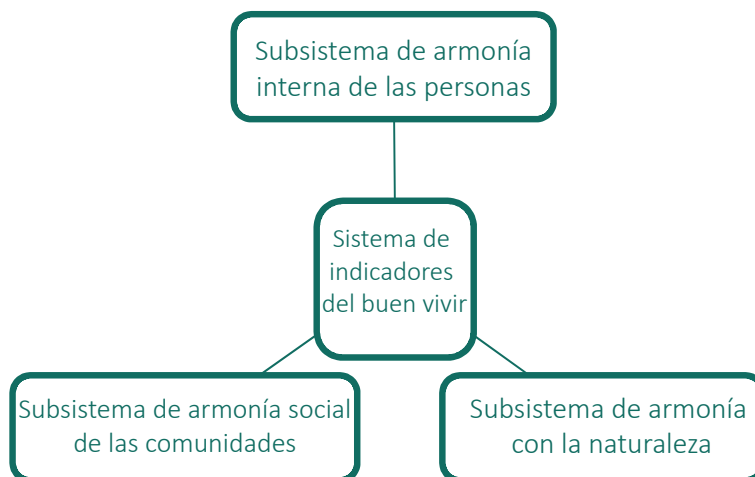 Subsistema de armonía
interna de las personas
Sistema de
indicadores
del buen vivir
Subsistema de armonía social
de las comunidades
Subsistema de armonía
con la naturaleza